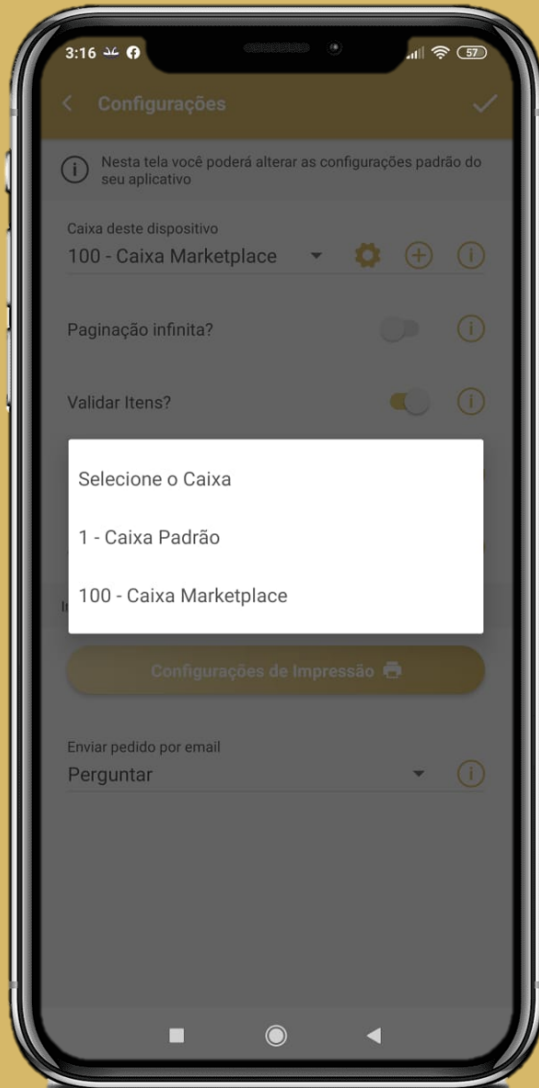 3:16
57
Configurações
Nesta tela você poderá alterar as configurações padrão do
seu aplicativo
Caixa deste dispositivo
100 - Caixa Marketplace
Paginação infinita?
Validar Itens?
Selecione o Caixa
1 - Caixa Padrão
100 - Caixa Marketplace
Configurações de Impressão
Enviar pedido por email
Perguntar